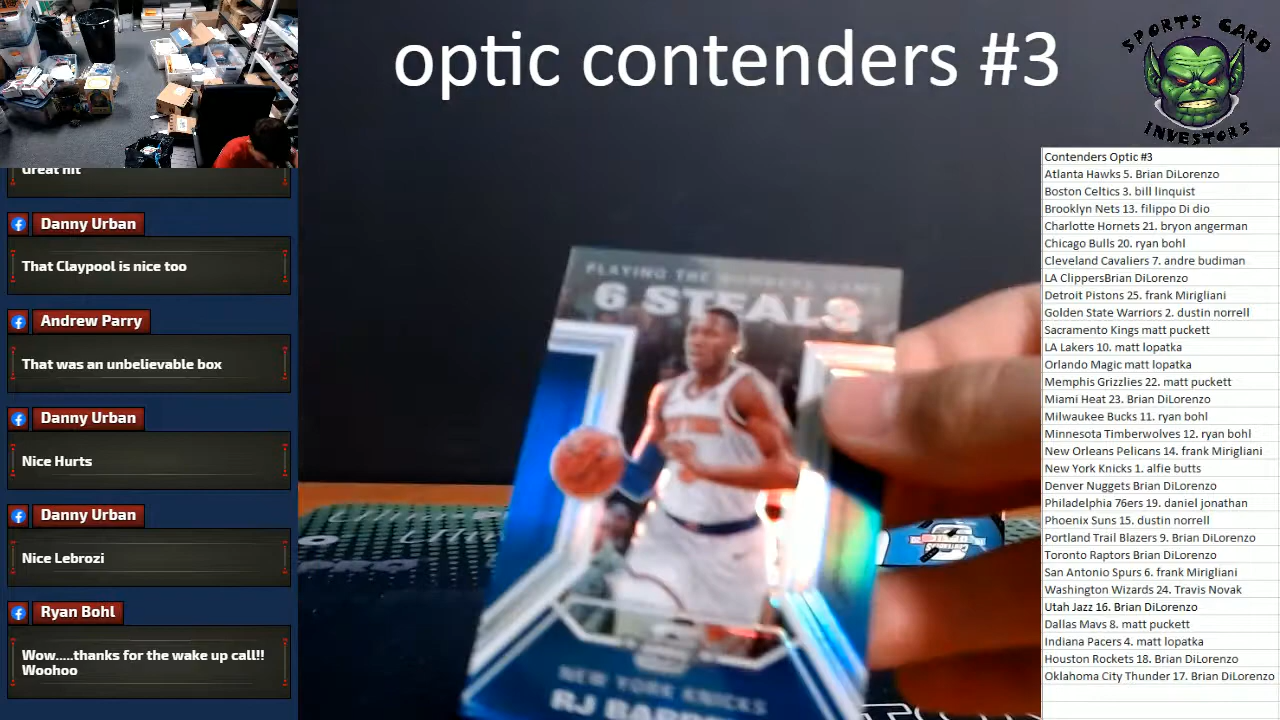 optic contenders #3
SPORTS CARD
INVESTORS
Great hit
Danny Urban
That Claypool is nice too
Andrew Parry
That was an unbelievable box
Danny Urban
Nice Hurts
Danny Urban
Nice Lebrozi
Ryan Bohl
Wow.....thanks for the wake up call!!
Woohoo
PLAYING THE NUMBERS GAME
6 STEALS
NEW YORK KNICKS
RJ
Contenders Optic #3
Atlanta Hawks 5. Brian DiLorenzo
Boston Celtics 3. bill linquist
Brooklyn Nets 13. filippo Di dio
Charlotte Hornets 21. bryon angerman
Chicago Bulls 20. ryan bohl
Cleveland Cavaliers 7. andre budiman
LA ClippersBrian DiLorenzo
Detroit Pistons 25. frank Mirigliani
Golden State Warriors 2. dustin norrell
Sacramento Kings matt puckett
LA Lakers 10. matt lopatka
Orlando Magic matt lopatka
Memphis Grizzlies 22. matt puckett
Miami Heat 23. Brian DiLorenzo
Milwaukee Bucks 11. ryan bohl
Minnesota Timberwolves 12. ryan bohl
New Orleans Pelicans 14. frank Mirigliani
New York Knicks 1. alfie butts
Denver Nuggets Brian DiLorenzo
Philadelphia 76ers 19. daniel jonathan
Phoenix Suns 15. dustin norrell
Portland Trail Blazers 9. Brian DiLorenzo
Toronto Raptors Brian DiLorenzo
San Antonio Spurs 6. frank Mirigliani
Washington Wizards 24. Travis Novak
Utah Jazz 16. Brian DiLorenzo
Dallas Mavs 8. matt puckett
Indiana Pacers 4. matt lopatka
Houston Rockets 18. Brian DiLorenzo
Oklahoma City Thunder 17. Brian DiLorenzo